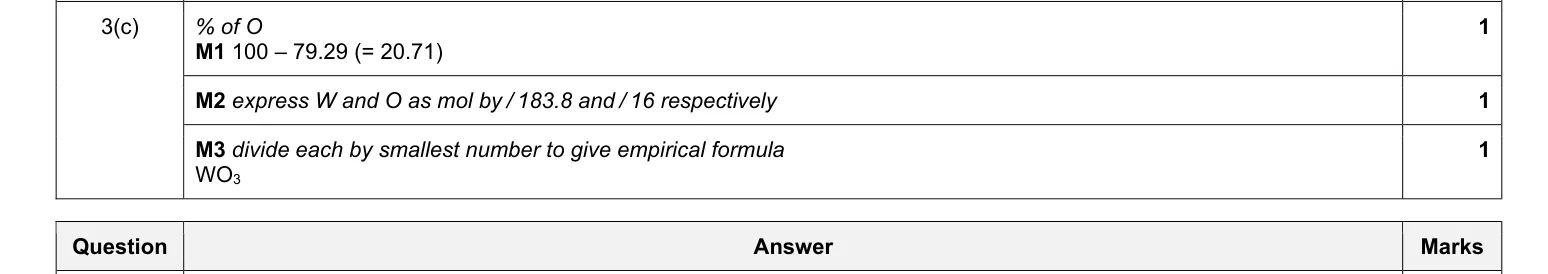 3(c) % of O 1
M1 100 – 79.29 (= 20.71)
M2 express W and O as mol by / 183.8 and / 16 respectively 1
M3 divide each by smallest number to give empirical formula 1
WO₃
Question Answer Marks